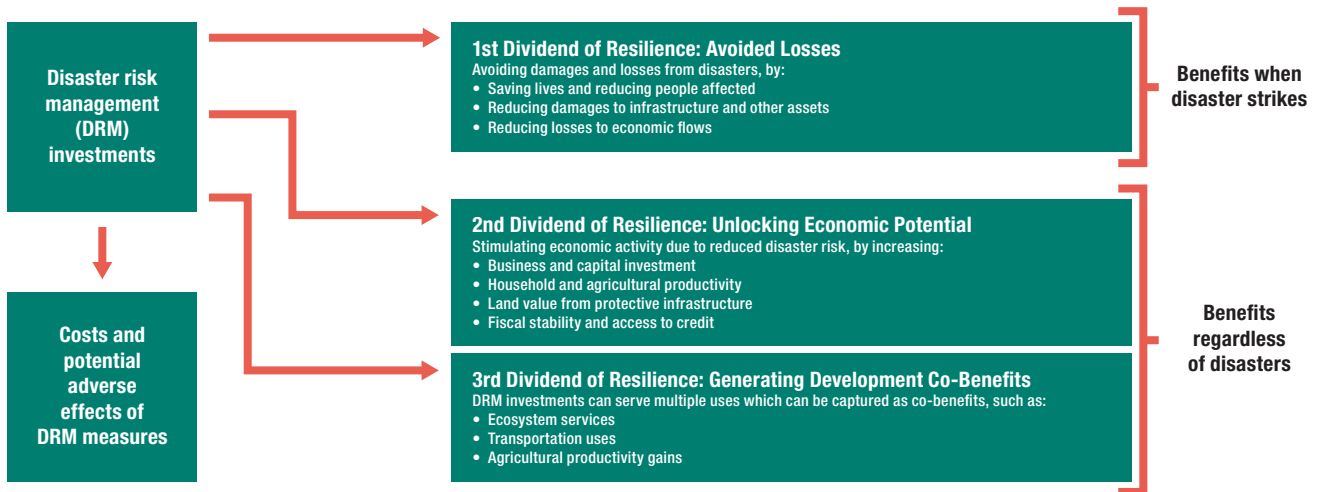 Disaster risk
management
(DRM)
investments
Costs and
potential
adverse
effects of
DRM measures
1st Dividend of Resilience: Avoided Losses
Avoiding damages and losses from disasters, by:
• Saving lives and reducing people affected
• Reducing damages to infrastructure and other assets
• Reducing losses to economic flows
Benefits when
disaster strikes
2nd Dividend of Resilience: Unlocking Economic Potential
Stimulating economic activity due to reduced disaster risk, by increasing:
• Business and capital investment
• Household and agricultural productivity
• Land value from protective infrastructure
• Fiscal stability and access to credit
3rd Dividend of Resilience: Generating Development Co-Benefits
DRM investments can serve multiple uses which can be captured as co-benefits, such as:
• Ecosystem services
• Transportation uses
• Agricultural productivity gains
Benefits
regardless
of disasters